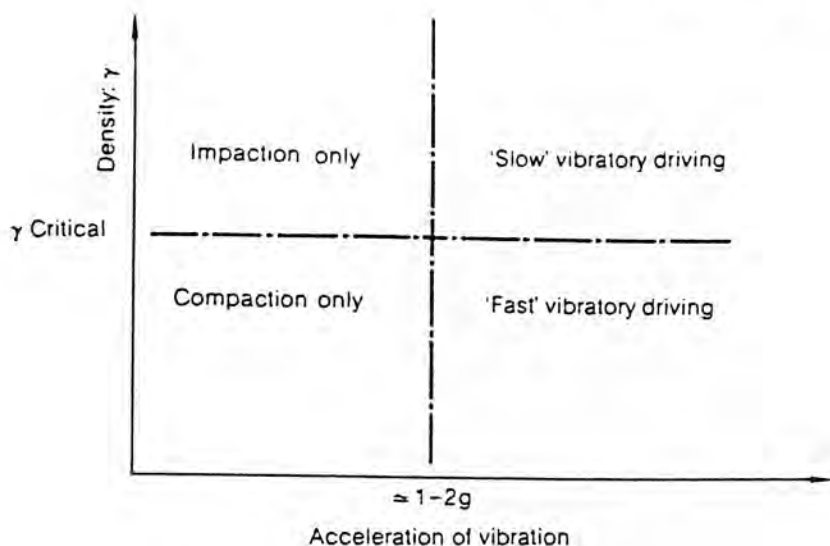 Density: γ
Impaction only
'Slow' vibratory driving
γ Critical
Compaction only
'Fast' vibratory driving
≃ 1-2g
Acceleration of vibration